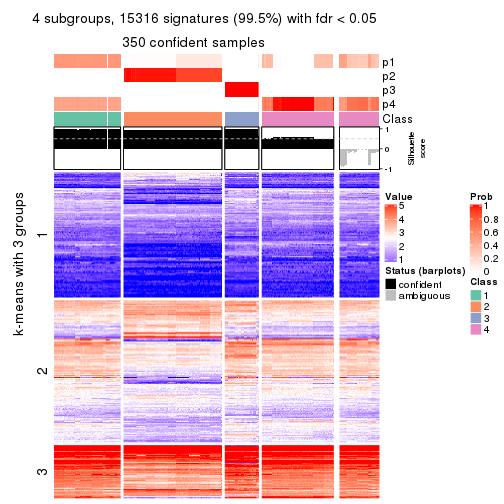 4 subgroups, 15316 signatures (99.5%) with fdr < 0.05
350 confident samples
p1
p2
p3
p4
Class
1
0
-1
Silhouette
score
k-means with 3 groups
1
2
3
Value
5
4
3
2
1
Prob
1
0.8
0.6
0.4
0.2
0
Status (barplots)
confident
ambiguous
Class
1
2
3
4